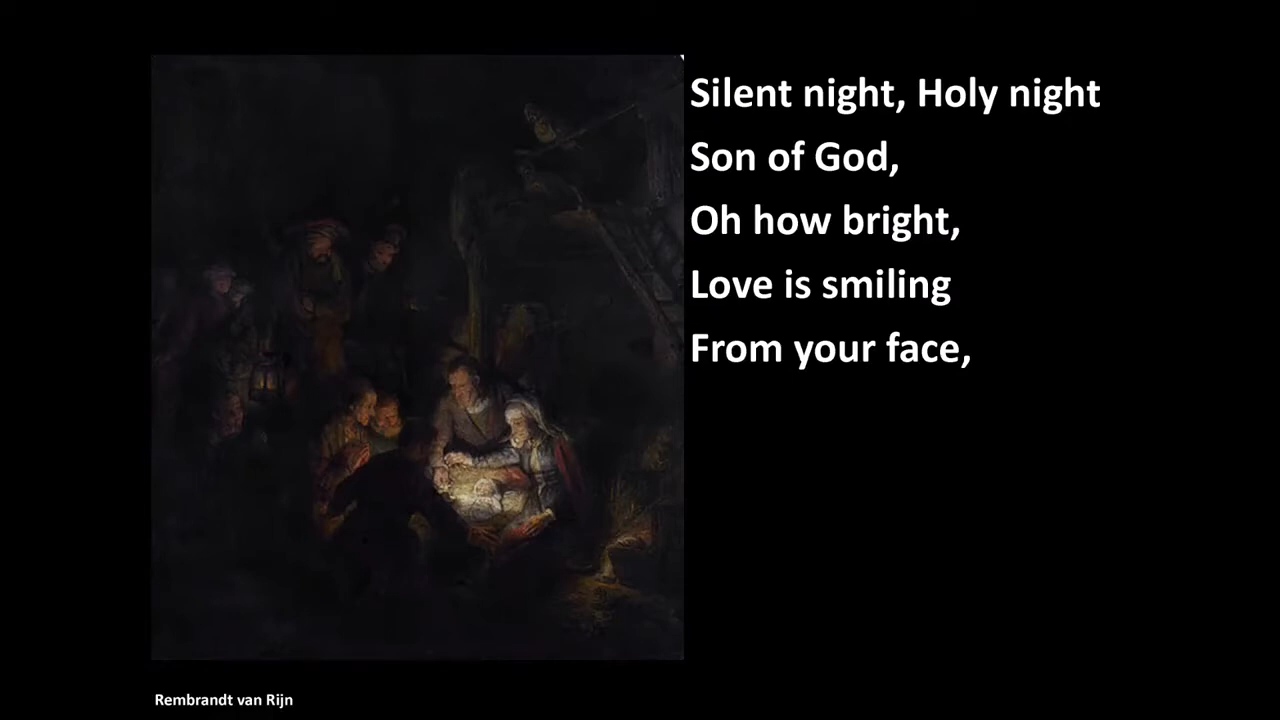 Silent night, Holy night
Son of God,
Oh how bright,
Love is smiling
From your face,
Rembrandt van Rijn